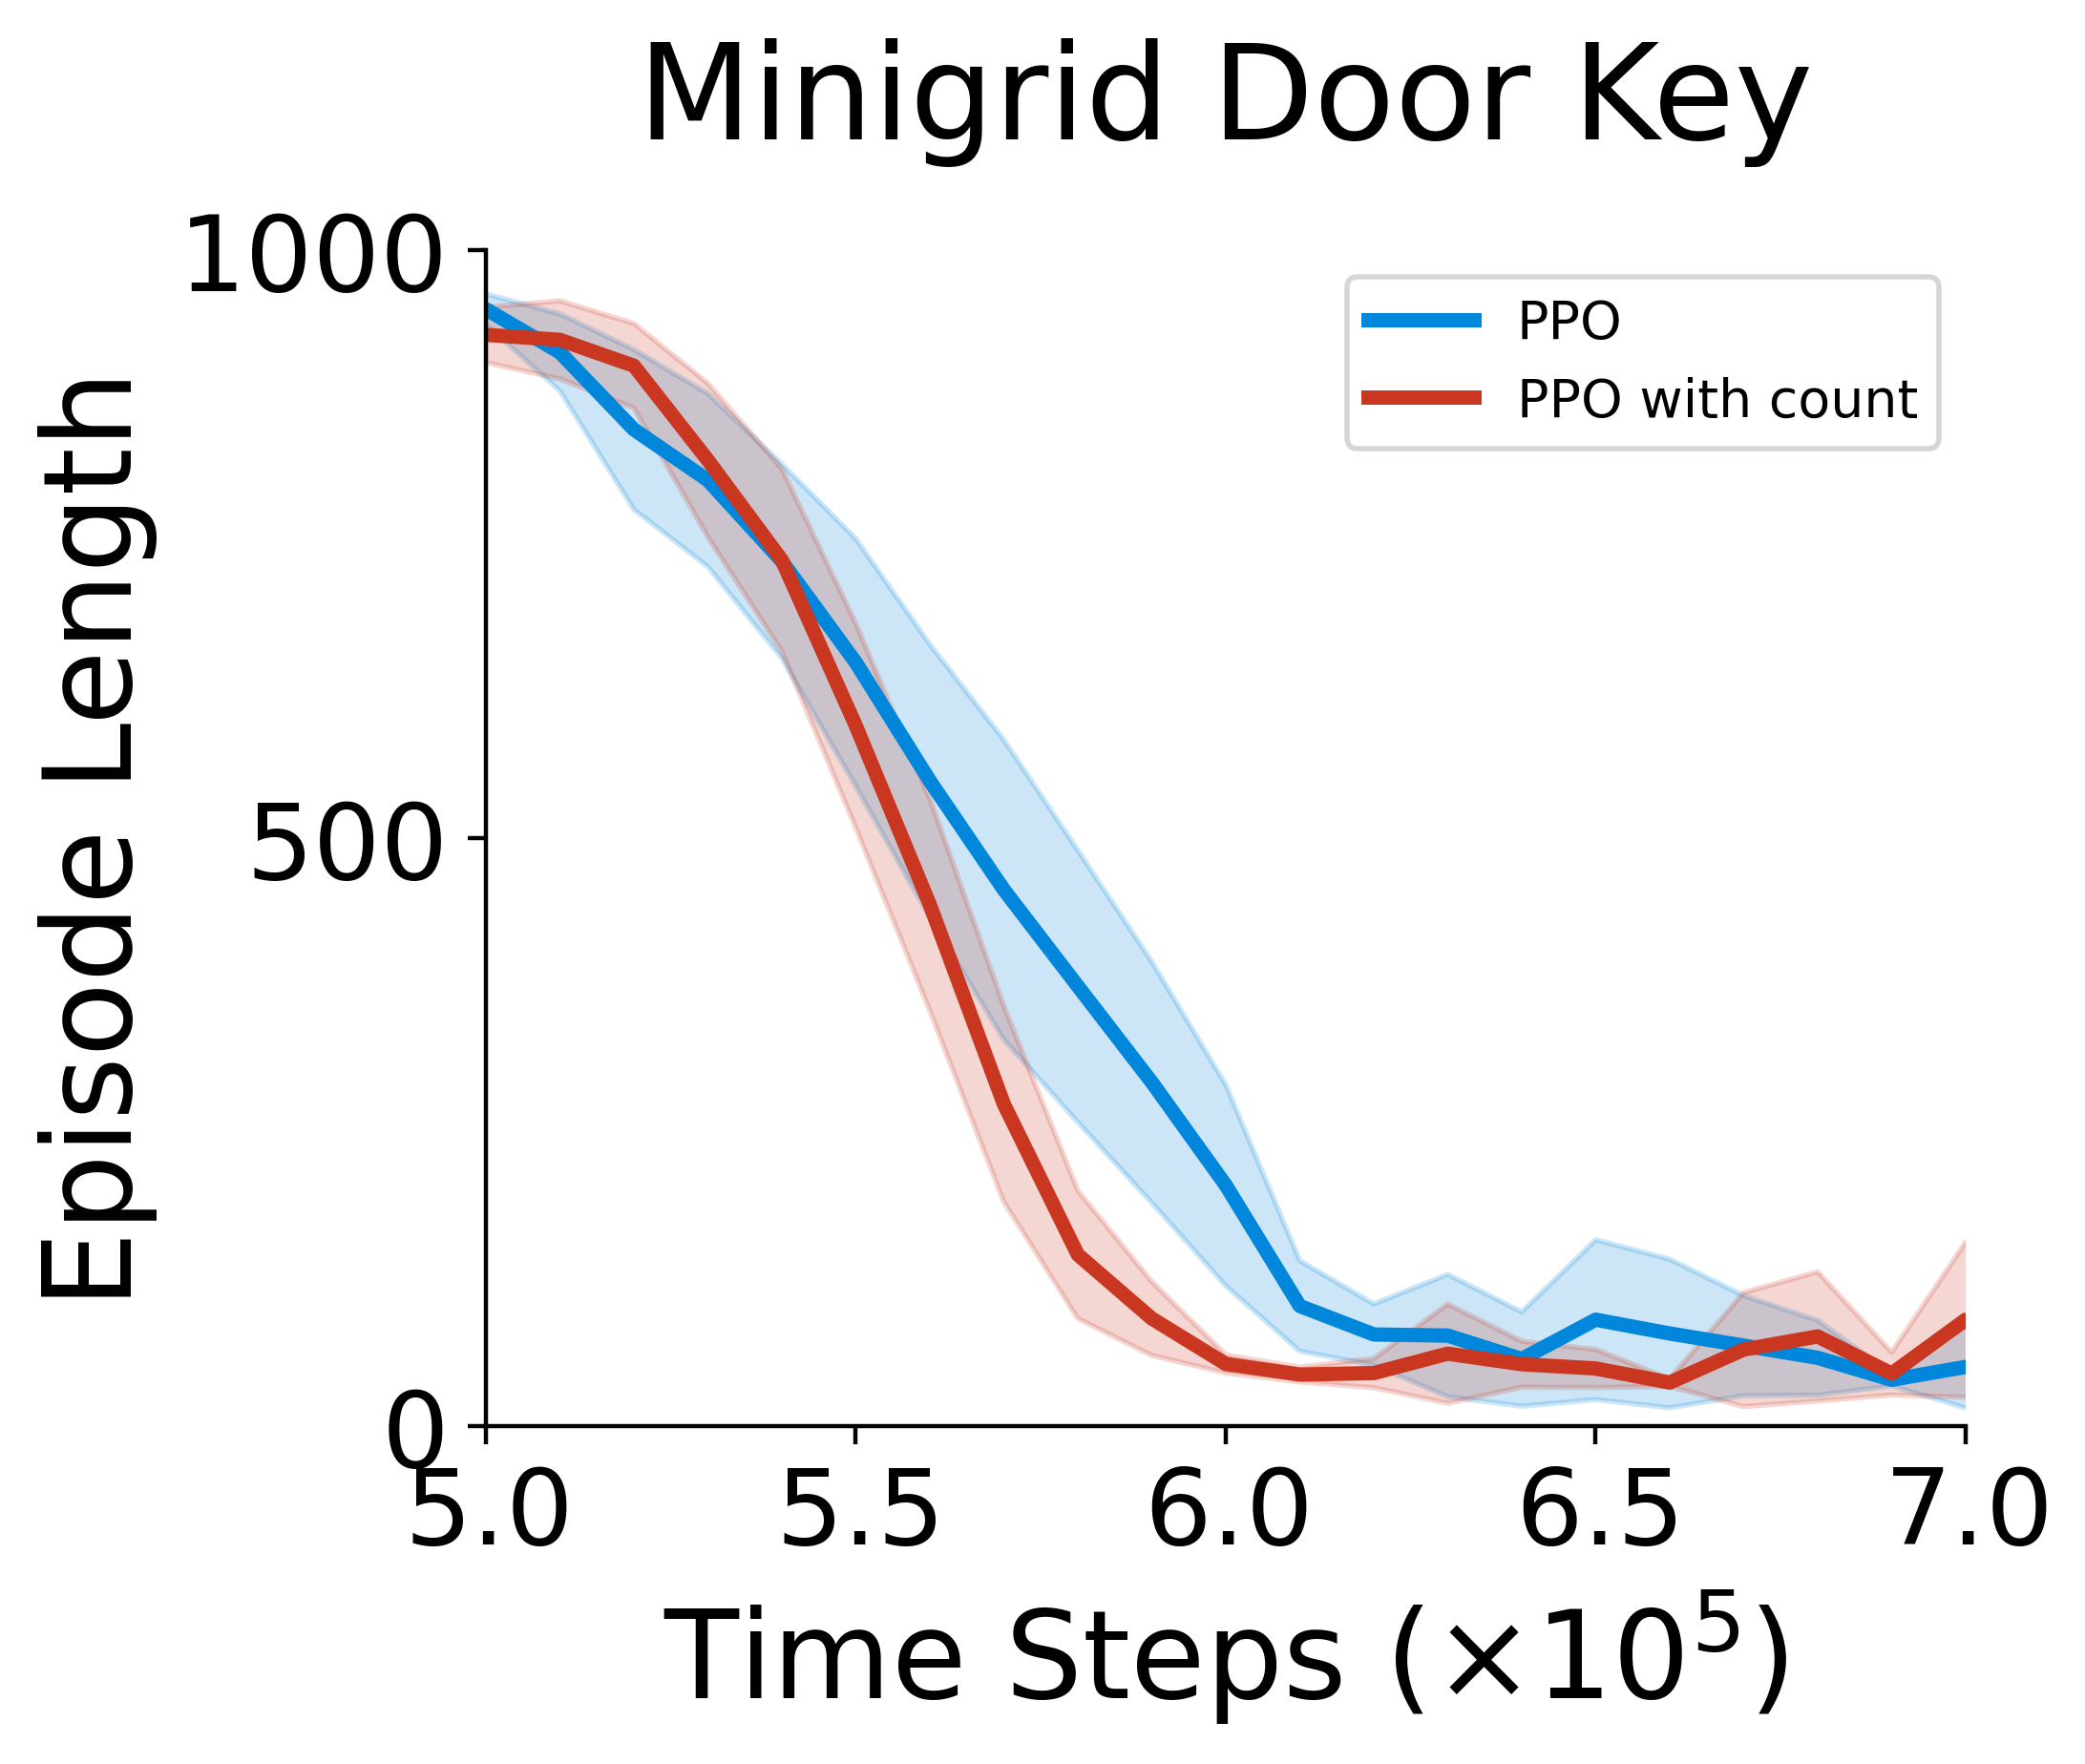 Minigrid Door Key
Episode Length
1000
500
0
PPO
PPO with count
5.0 5.5 6.0 6.5 7.0
Time Steps (×10⁵)